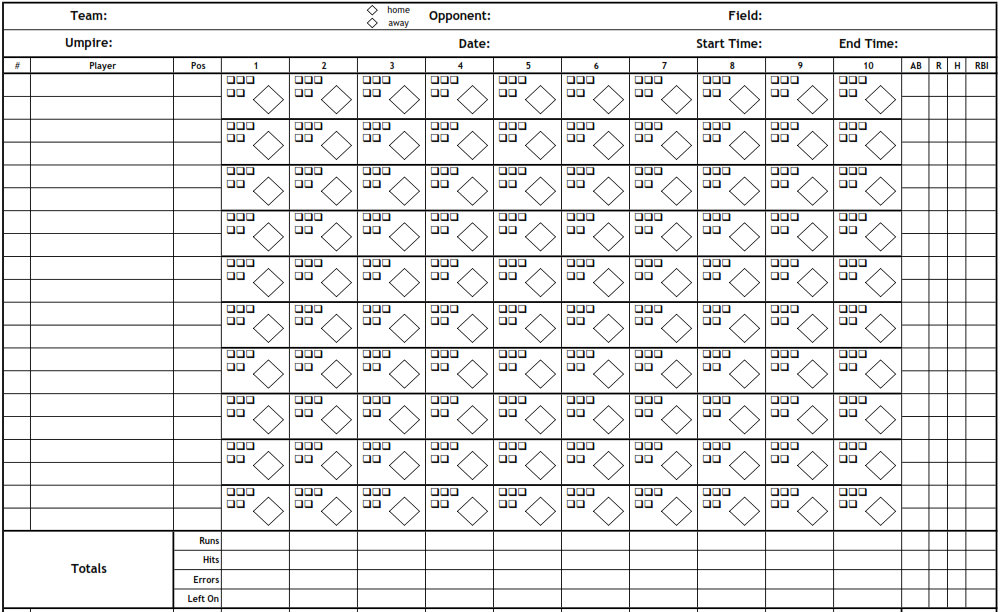 Team: home Opponent: Field:
away
Umpire: Date: Start Time: End Time:
# Player Pos 1 2 3 4 5 6 7 8 9 10 AB R H RBI
Runs
Hits
Totals
Errors
Left On